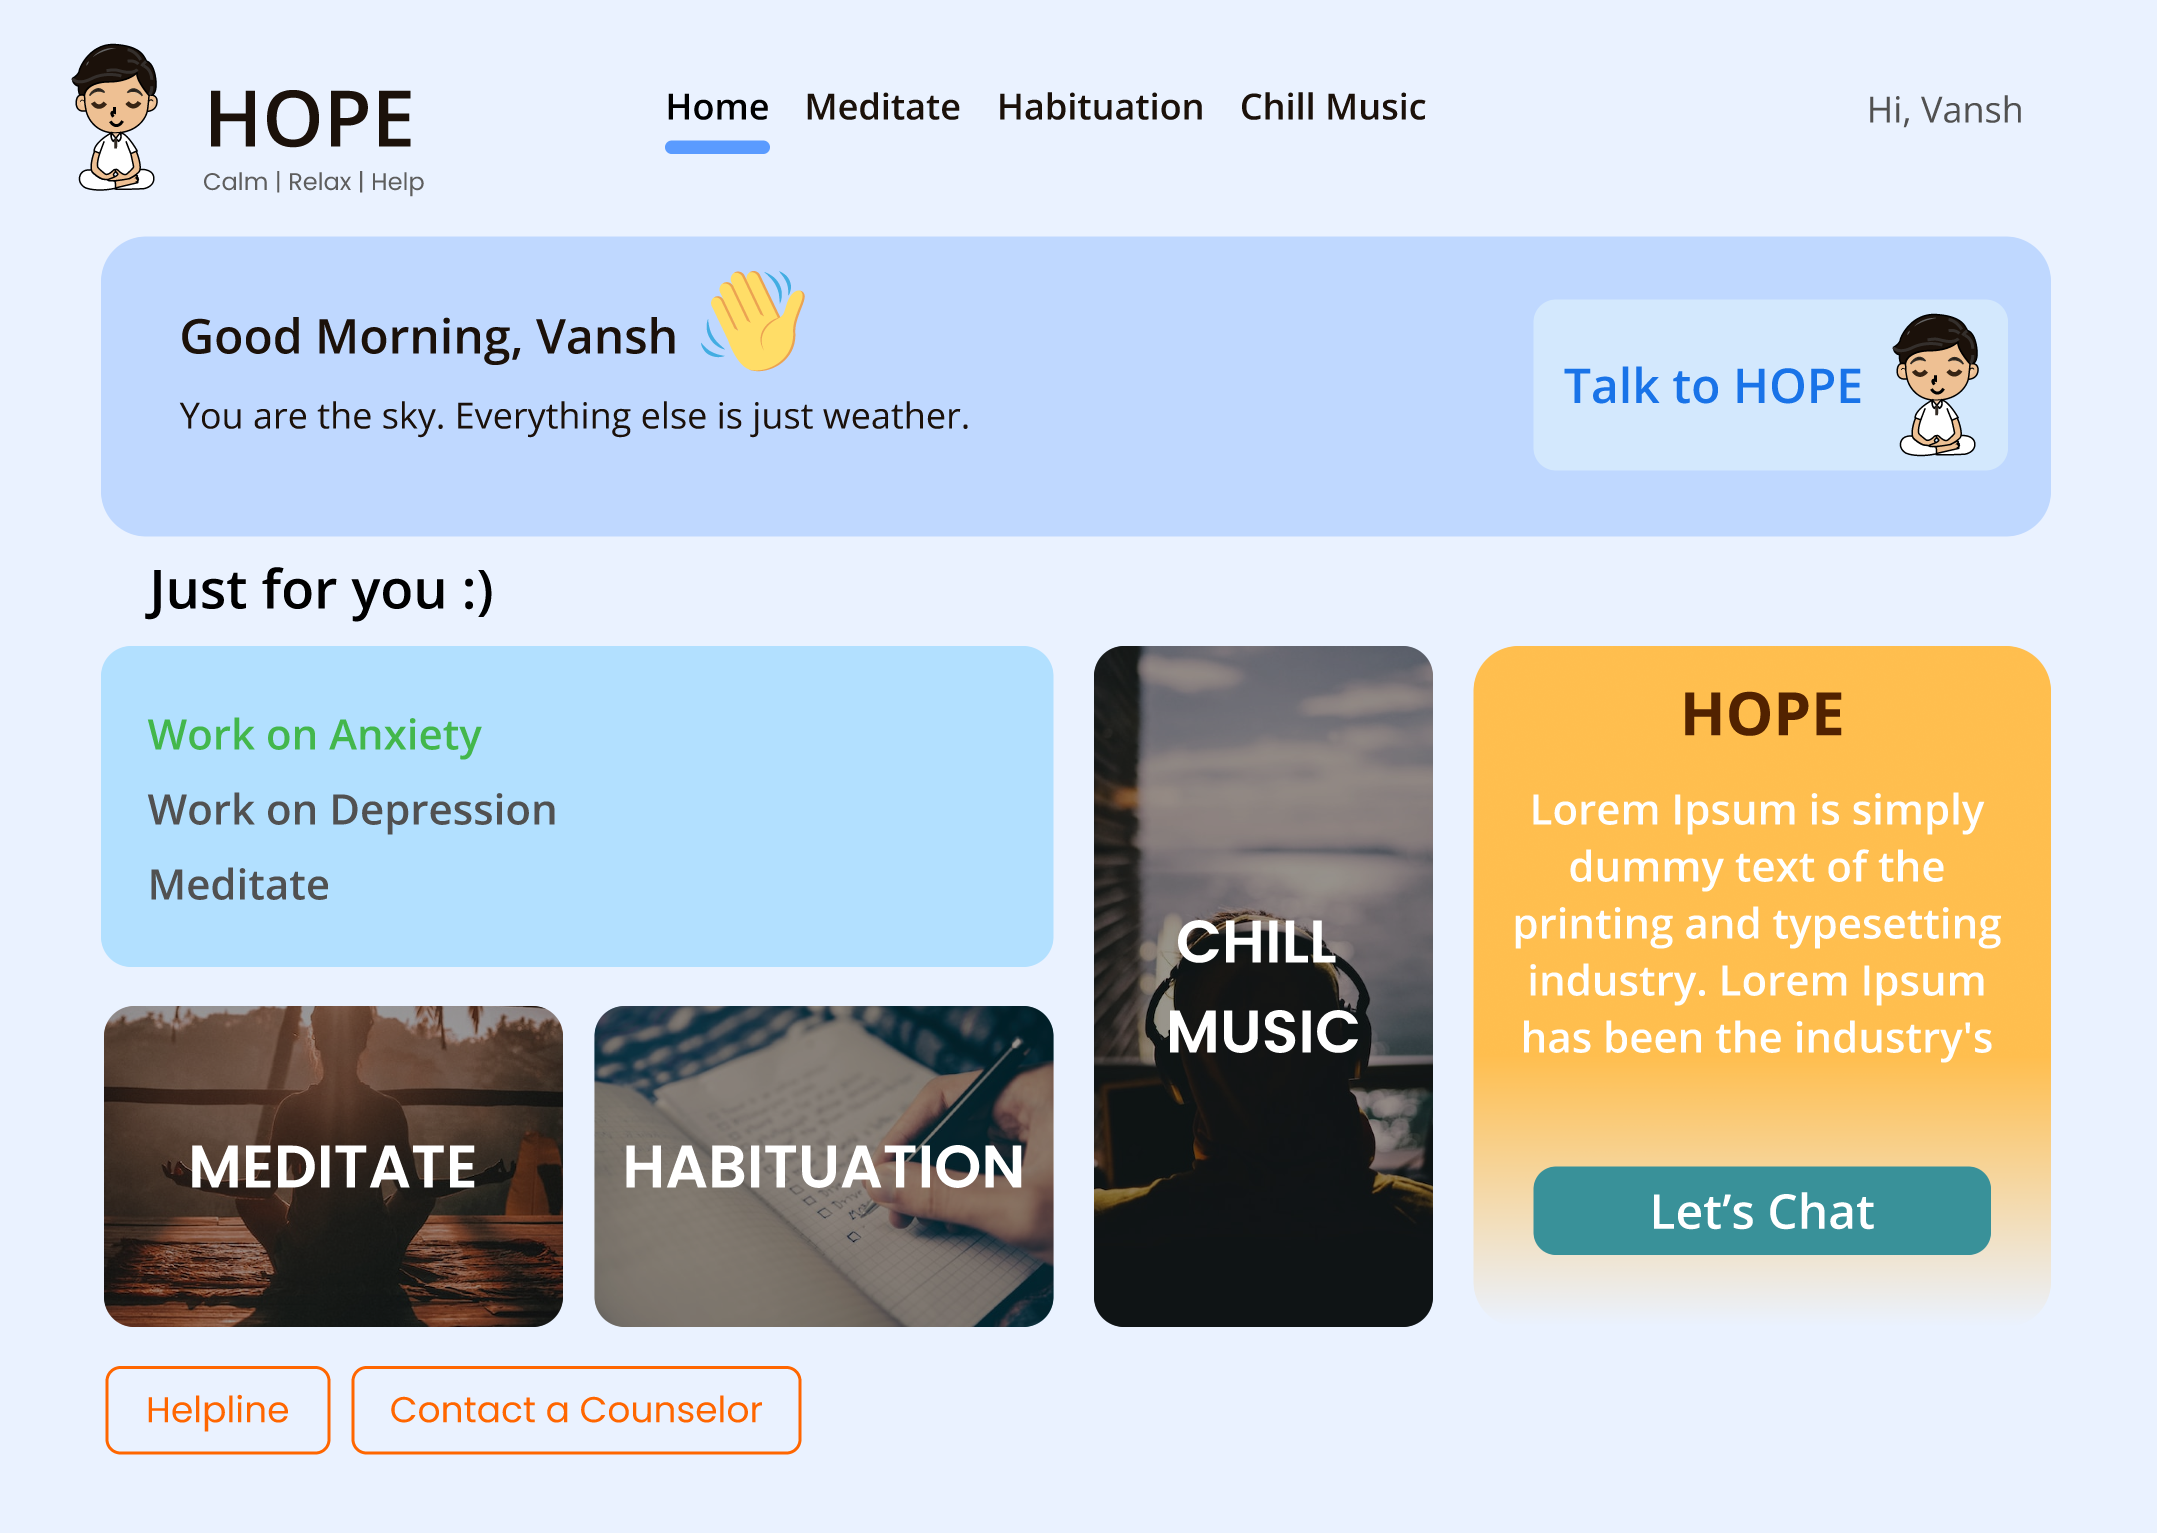 HOPE
Calm | Relax | Help
Home
Meditate
Habituation
Chill Music
Hi, Vansh
Good Morning, Vansh
You are the sky. Everything else is just weather.
Talk to HOPE
Just for you :)
Work on Anxiety
Work on Depression
Meditate
MEDITATE
HABITUATION
CHILL
MUSIC
HOPE
Lorem Ipsum is simply
dummy text of the
printing and typesetting
industry. Lorem Ipsum
has been the industry's
Let’s Chat
Helpline
Contact a Counselor